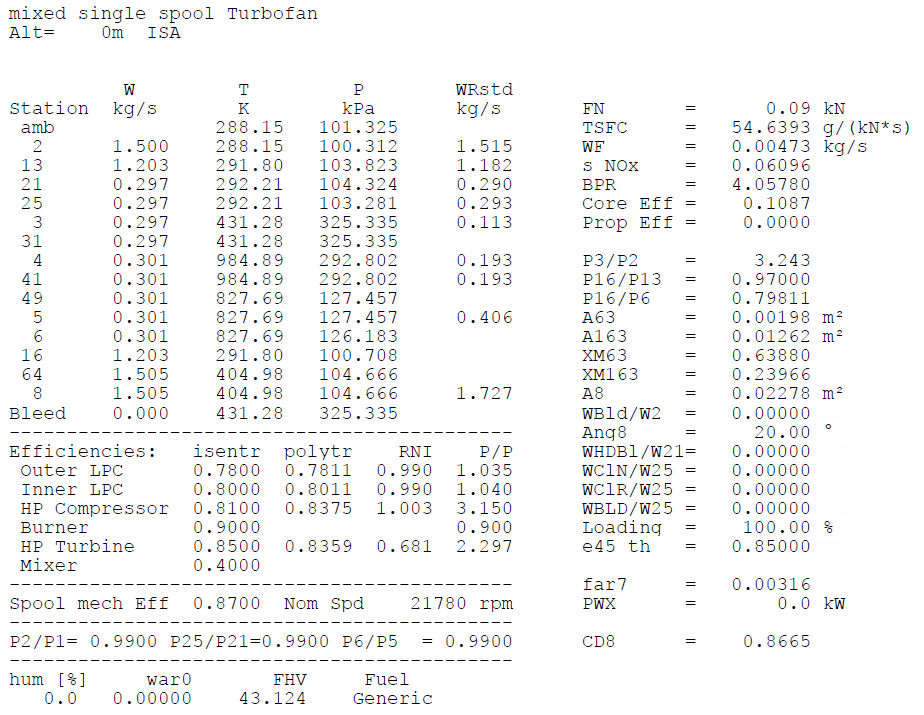 mixed single spool Turbofan
Alt=    0m  ISA
           W         T         P        WRstd
Station  kg/s        K        kPa       kg/s       FN       =       0.09 kN
 amb              288.15   101.325                 TSFC     =    54.6393 g/(kN*s)
  2      1.500    288.15   100.312      1.515      WF       =    0.00473 kg/s
 13      1.203    291.80   103.823      1.182      s NOx    =    0.06096
 21      0.297    292.21   104.324      0.290      BPR      =    4.05780
 25      0.297    292.21   103.281      0.293      Core Eff =     0.1087
  3      0.297    431.28   325.335      0.113      Prop Eff =     0.0000
 31      0.297    431.28   325.335
  4      0.301    984.89   292.802      0.193      P3/P2    =      3.243
 41      0.301    984.89   292.802      0.193      P16/P13  =    0.97000
 49      0.301    827.69   127.457                 P16/P6   =    0.79811
  5      0.301    827.69   127.457      0.406      A63      =    0.00198 m²
  6      0.301    827.69   126.183                 A163     =    0.01262 m²
 16      1.203    291.80   100.708                 XM63     =    0.63880
 64      1.505    404.98   104.666                 XM163    =    0.23966
  8      1.505    404.98   104.666      1.727      A8       =    0.02278 m²
Bleed    0.000    431.28   325.335                 WBld/W2  =    0.00000
---------------------------------------------      Ang8     =      20.00 °
Efficiencies:   isentr  polytr    RNI    P/P       WHDBl/W21=    0.00000
 Outer LPC      0.7800  0.7811  0.990  1.035       WClN/W25 =    0.00000
 Inner LPC      0.8000  0.8011  0.990  1.040       WClR/W25 =    0.00000
 HP Compressor  0.8100  0.8375  1.003  3.150       WBLD/W25 =    0.00000
 Burner         0.9000                 0.900       Loading  =     100.00 %
 HP Turbine     0.8500  0.8359  0.681  2.297       e45 th   =    0.85000
 Mixer          0.4000
---------------------------------------------      far7     =    0.00316
Spool mech Eff  0.8700  Nom Spd    21780 rpm       PWX      =        0.0 kW
---------------------------------------------
P2/P1= 0.9900 P25/P21=0.9900 P6/P5  = 0.9900       CD8      =     0.8665
---------------------------------------------
hum [%]     war0       FHV     Fuel
   0.0   0.00000    43.124    Generic